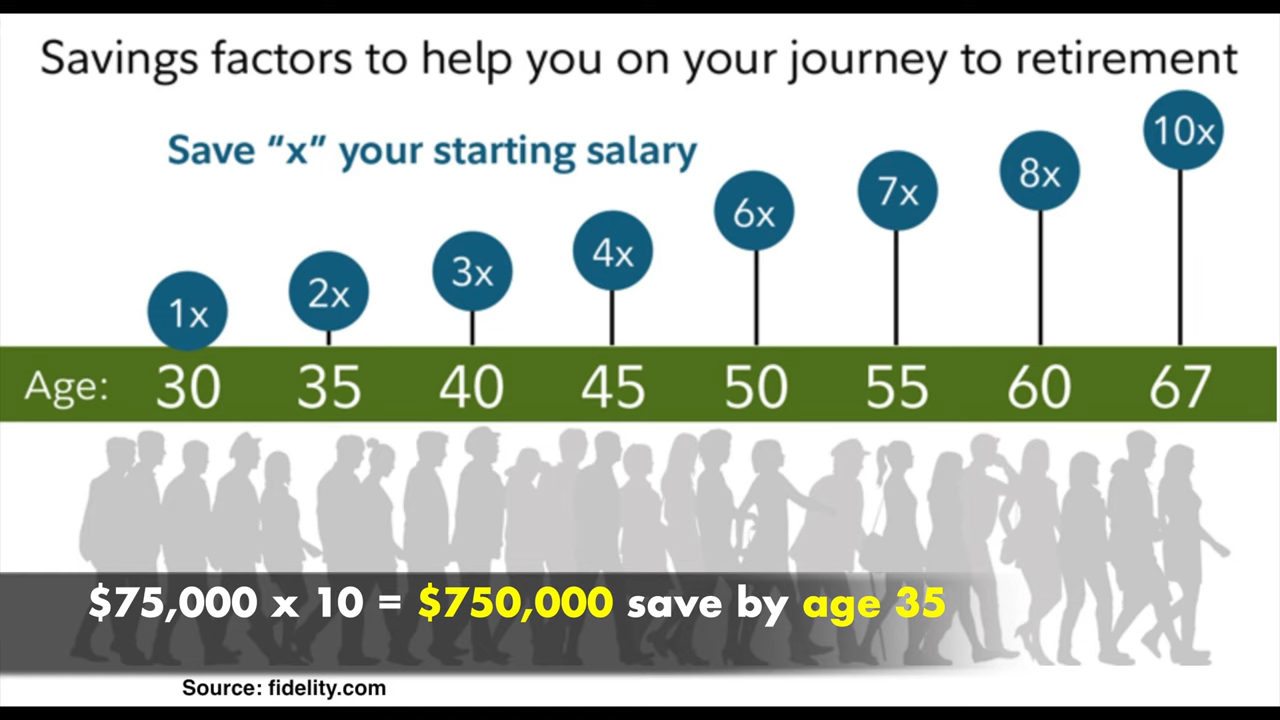 Savings factors to help you on your journey to retirement
Save “x” your starting salary
1x 2x 3x 4x 6x 7x 8x 10x
Age: 30 35 40 45 50 55 60 67
$75,000 x 10 = $750,000 save by age 35
Source: fidelity.com